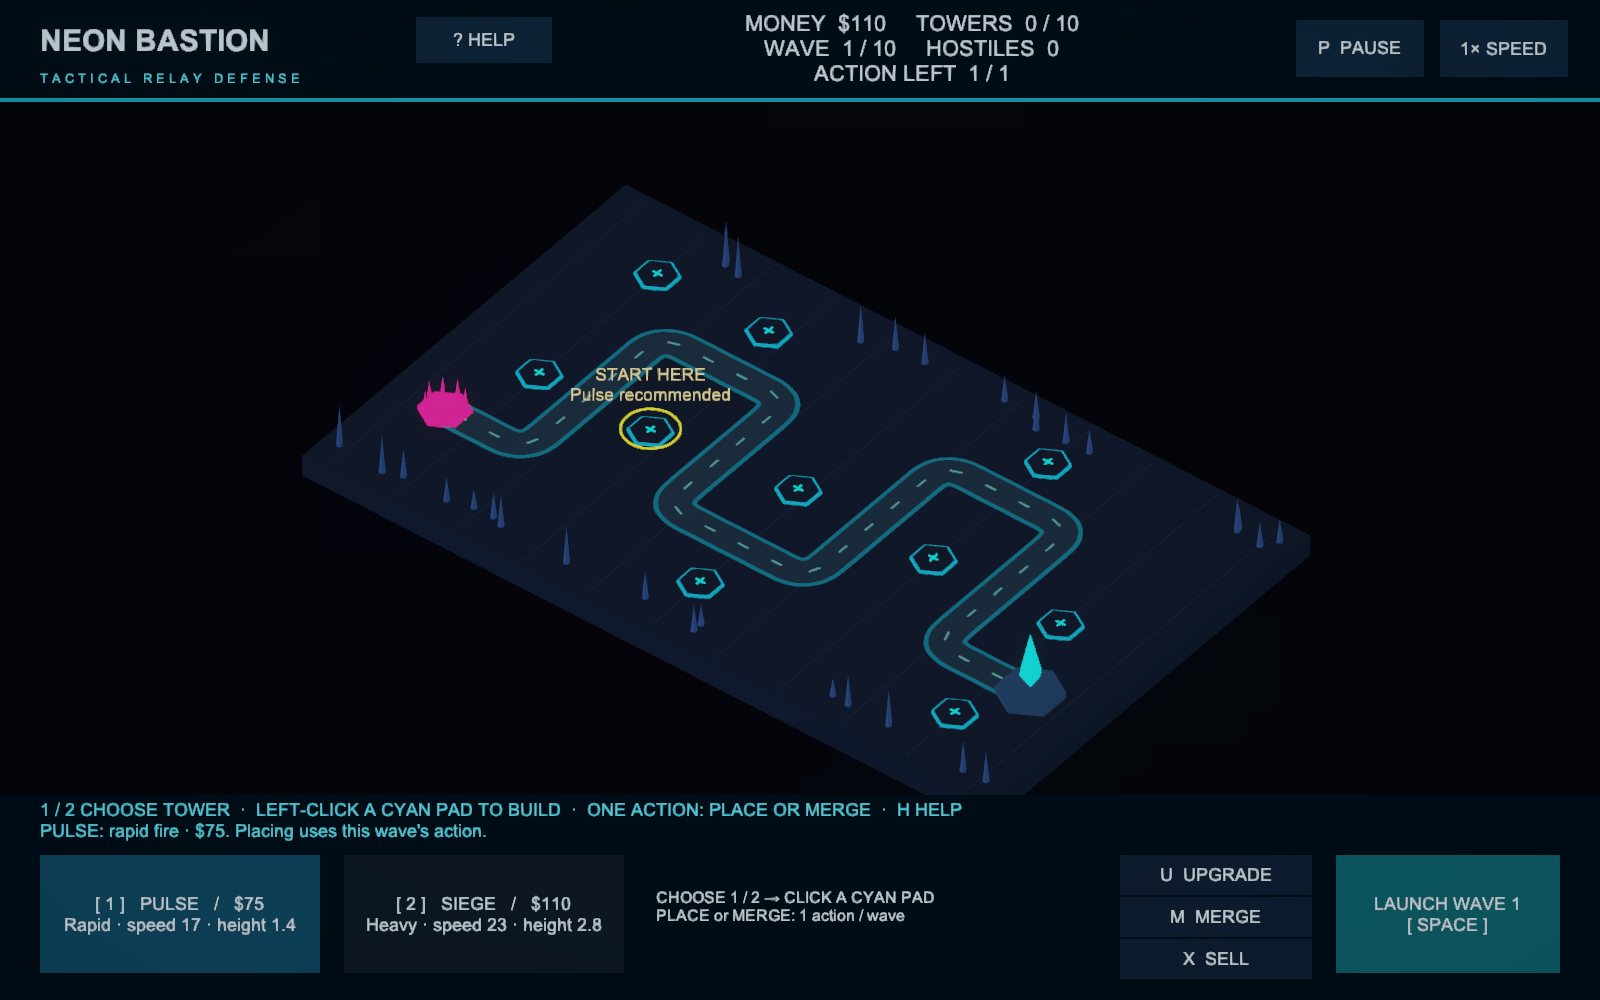 NEON BASTION
TACTICAL RELAY DEFENSE
? HELP
MONEY $110 TOWERS 0 / 10
WAVE 1 / 10 HOSTILES 0
ACTION LEFT 1 / 1
P PAUSE
1× SPEED
START HERE
Pulse recommended
1 / 2 CHOOSE TOWER · LEFT-CLICK A CYAN PAD TO BUILD · ONE ACTION: PLACE OR MERGE · H HELP
PULSE: rapid fire · $75. Placing uses this wave's action.
[ 1 ] PULSE / $75
Rapid · speed 17 · height 1.4
[ 2 ] SIEGE / $110
Heavy · speed 23 · height 2.8
CHOOSE 1 / 2 → CLICK A CYAN PAD
PLACE or MERGE: 1 action / wave
U UPGRADE
M MERGE
X SELL
LAUNCH WAVE 1
[ SPACE ]